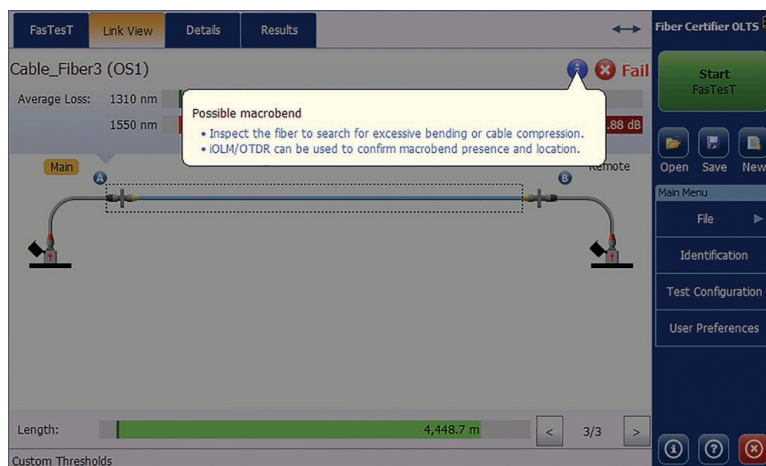 FasTesT
Link View
Details
Results
Fiber Certifier OLTS
Cable_Fiber3 (OS1)
Fail
Start
FasTesT
Average Loss:
1310 nm
1550 nm
.88 dB
Possible macrobend
• Inspect the fiber to search for excessive bending or cable compression.
• iOLM/OTDR can be used to confirm macrobend presence and location.
Open
Save
New
Main
Remote
A
B
Main Menu
File
Identification
Test Configuration
User Preferences
Length:
4,448.7 m
<
3/3
>
Custom Thresholds